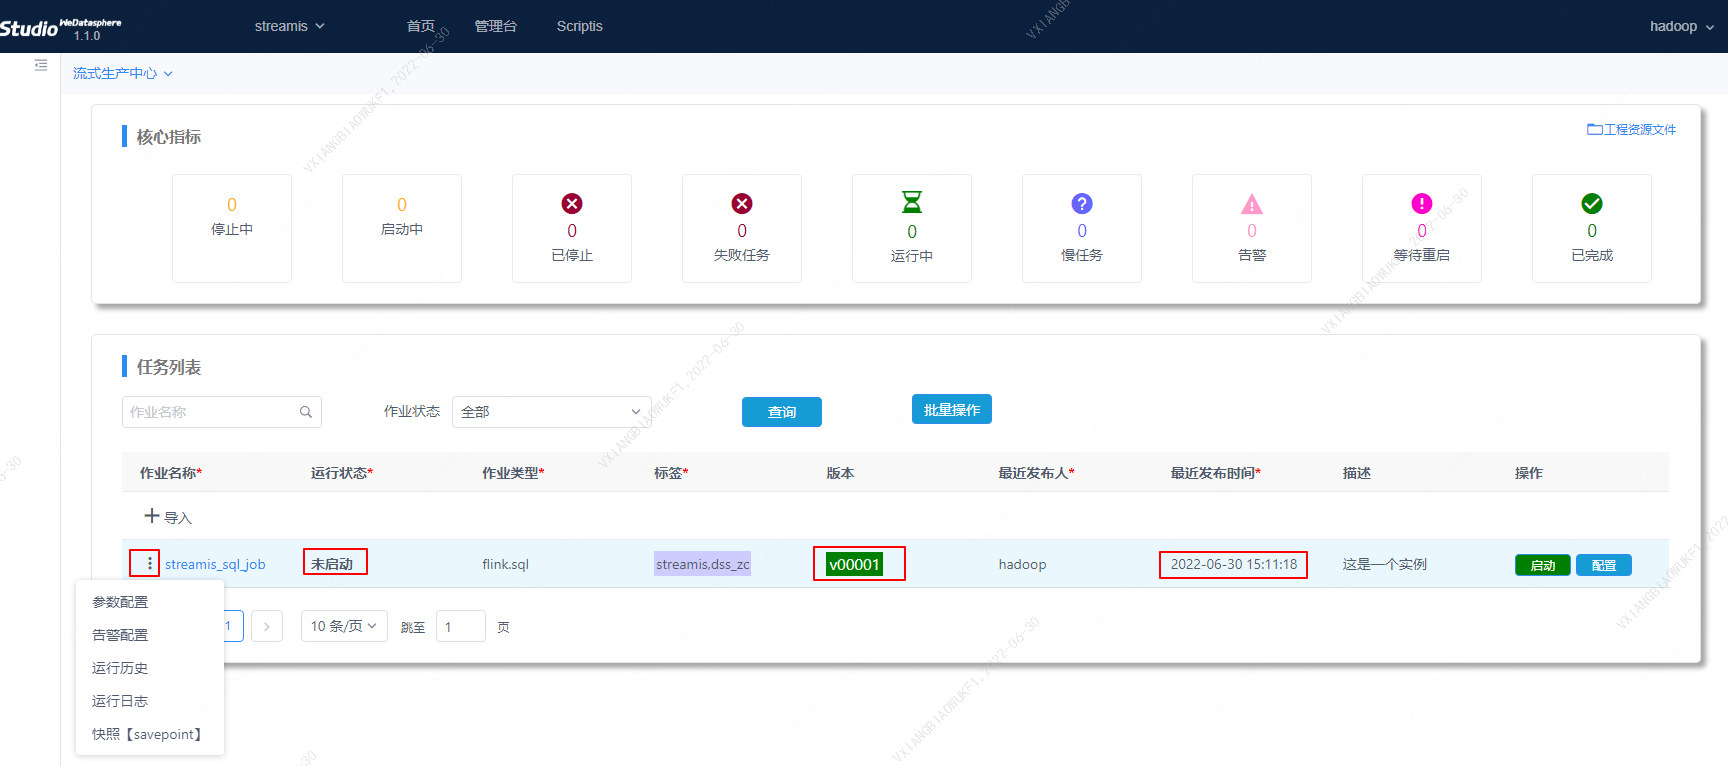 Studio WeDatasphere
1.1.0
streamis
首页
管理台
Scriptis
hadoop
流式生产中心
核心指标
工程资源文件
0
停止中
0
启动中
0
已停止
0
失败任务
0
运行中
0
慢任务
0
告警
0
等待重启
0
已完成
任务列表
作业名称
作业状态
全部
查询
批量操作
作业名称*
运行状态*
作业类型*
标签*
版本
最近发布人*
最近发布时间*
描述
操作
导入
streamis_sql_job
未启动
flink.sql
streamis,dss_zc
v00001
hadoop
2022-06-30 15:11:18
这是一个实例
启动
配置
参数配置
告警配置
运行历史
运行日志
快照【savepoint】
1
10 条/页
跳至
1
页
VXIANGBIAOWUKF1,2022-06-30